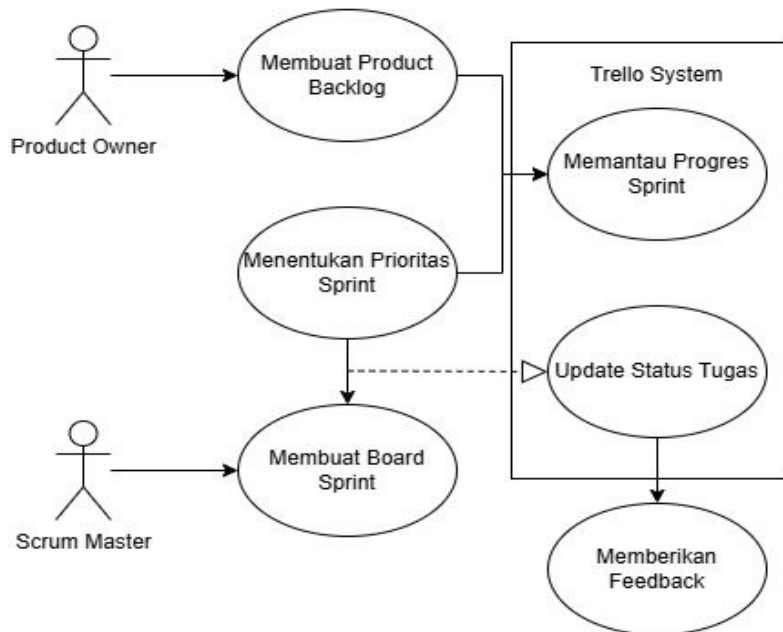 Product Owner
Membuat Product
Backlog
Trello System
Memantau Progres
Sprint
Menentukan Prioritas
Sprint
Update Status Tugas
Scrum Master
Membuat Board
Sprint
Memberikan
Feedback